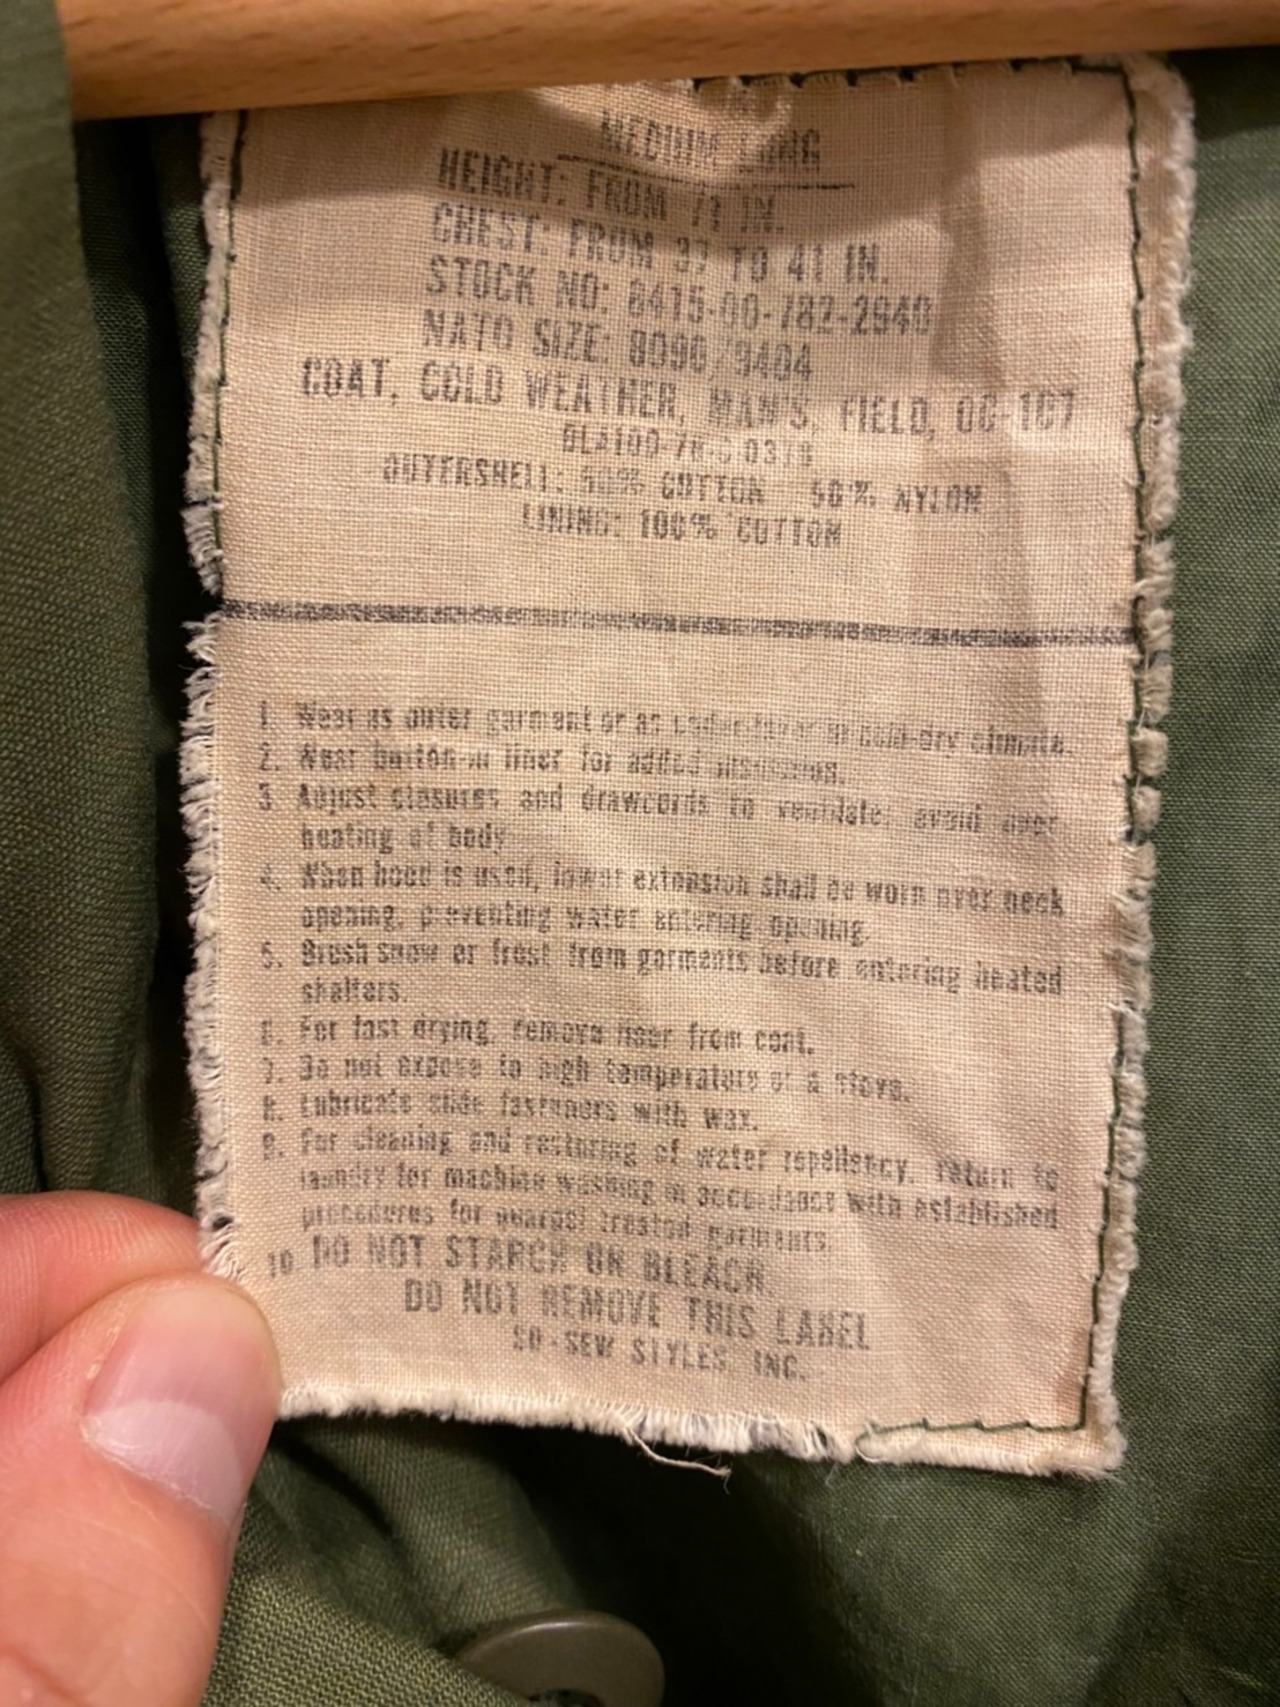 MEDIUM LONG
HEIGHT: FROM 71 IN.
CHEST: FROM 37 TO 41 IN.
STOCK NO: 8415-00-782-2940
NATO SIZE: 8090/9404
COAT, COLD WEATHER, MAN'S, FIELD, OG-107
OUTERSHELL: 50% COTTON 50% NYLON
LINING: 100% COTTON
1. Wear as outer garment or as in cold-dry climate.
2. Wear button-in liner for added insulation.
3. Adjust closures and drawcords to ventilate; avoid over
heating of body
4. When hood is used, lower extension shall be worn over neck
opening, preventing water entering opening.
5. Brush snow or frost from garments before entering heated
shelters.
6. For fast drying, remove liner from coat.
7. Do not expose to high temperature of a stove.
8. Lubricate slide fasteners with wax.
9. For cleaning and restoring of water repellency, return to
laundry for machine washing in accordance with established
procedures for quarpel treated garments.
10 DO NOT STARCH OR BLEACH.
DO NOT REMOVE THIS LABEL
SO-SEW STYLES, INC.